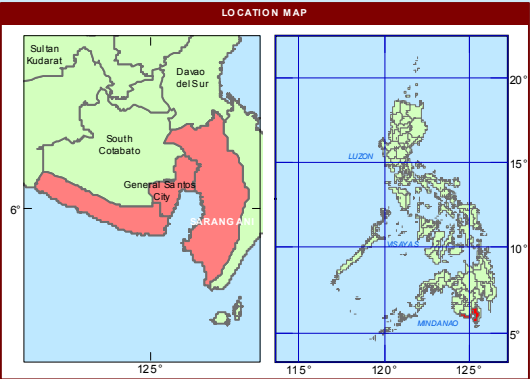 LOCATION MAP
Sultan
Kudarat
Davao
del Sur
South
Cotabato
General Santos
City
SARANGANI
6°
125°
LUZON
VISAYAS
MINDANAO
20°
15°
10°
5°
115°
120°
125°